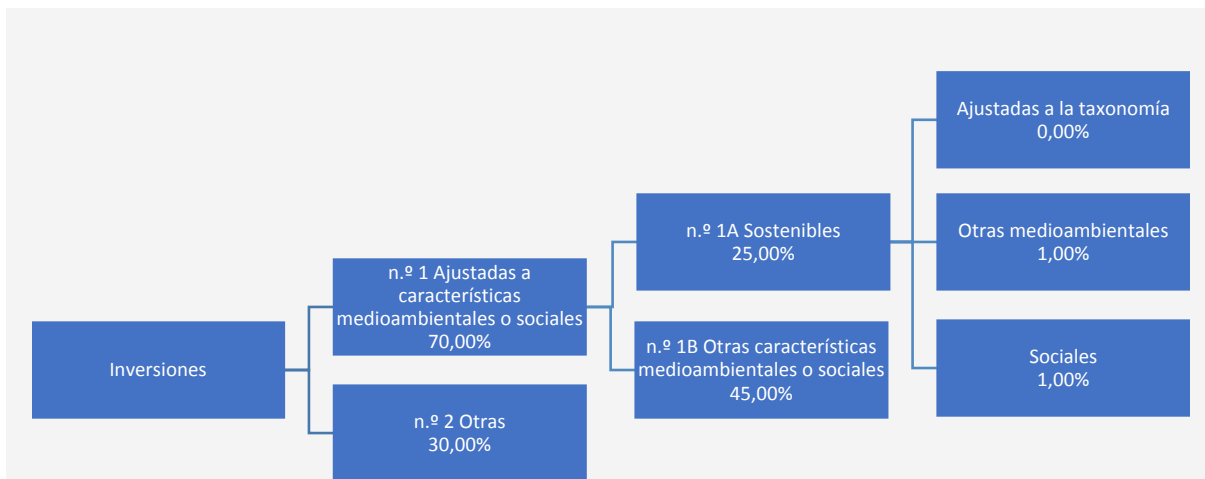 Inversiones
n.º 1 Ajustadas a
características
medioambientales o sociales
70,00%
n.º 2 Otras
30,00%
n.º 1A Sostenibles
25,00%
n.º 1B Otras características
medioambientales o sociales
45,00%
Ajustadas a la taxonomía
0,00%
Otras medioambientales
1,00%
Sociales
1,00%